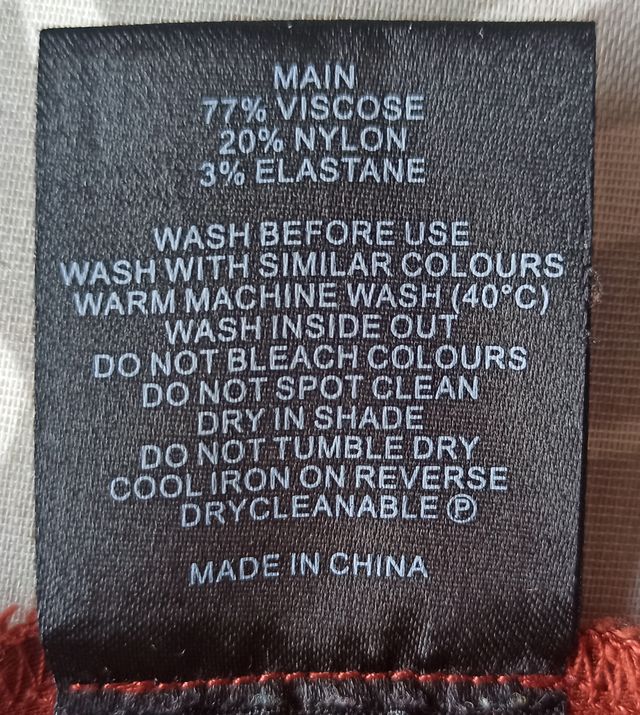 MAIN
77% VISCOSE
20% NYLON
3% ELASTANE
WASH BEFORE USE
WASH WITH SIMILAR COLOURS
WARM MACHINE WASH (40°C)
WASH INSIDE OUT
DO NOT BLEACH COLOURS
DO NOT SPOT CLEAN
DRY IN SHADE
DO NOT TUMBLE DRY
COOL IRON ON REVERSE
DRYCLEANABLE Ⓟ
MADE IN CHINA